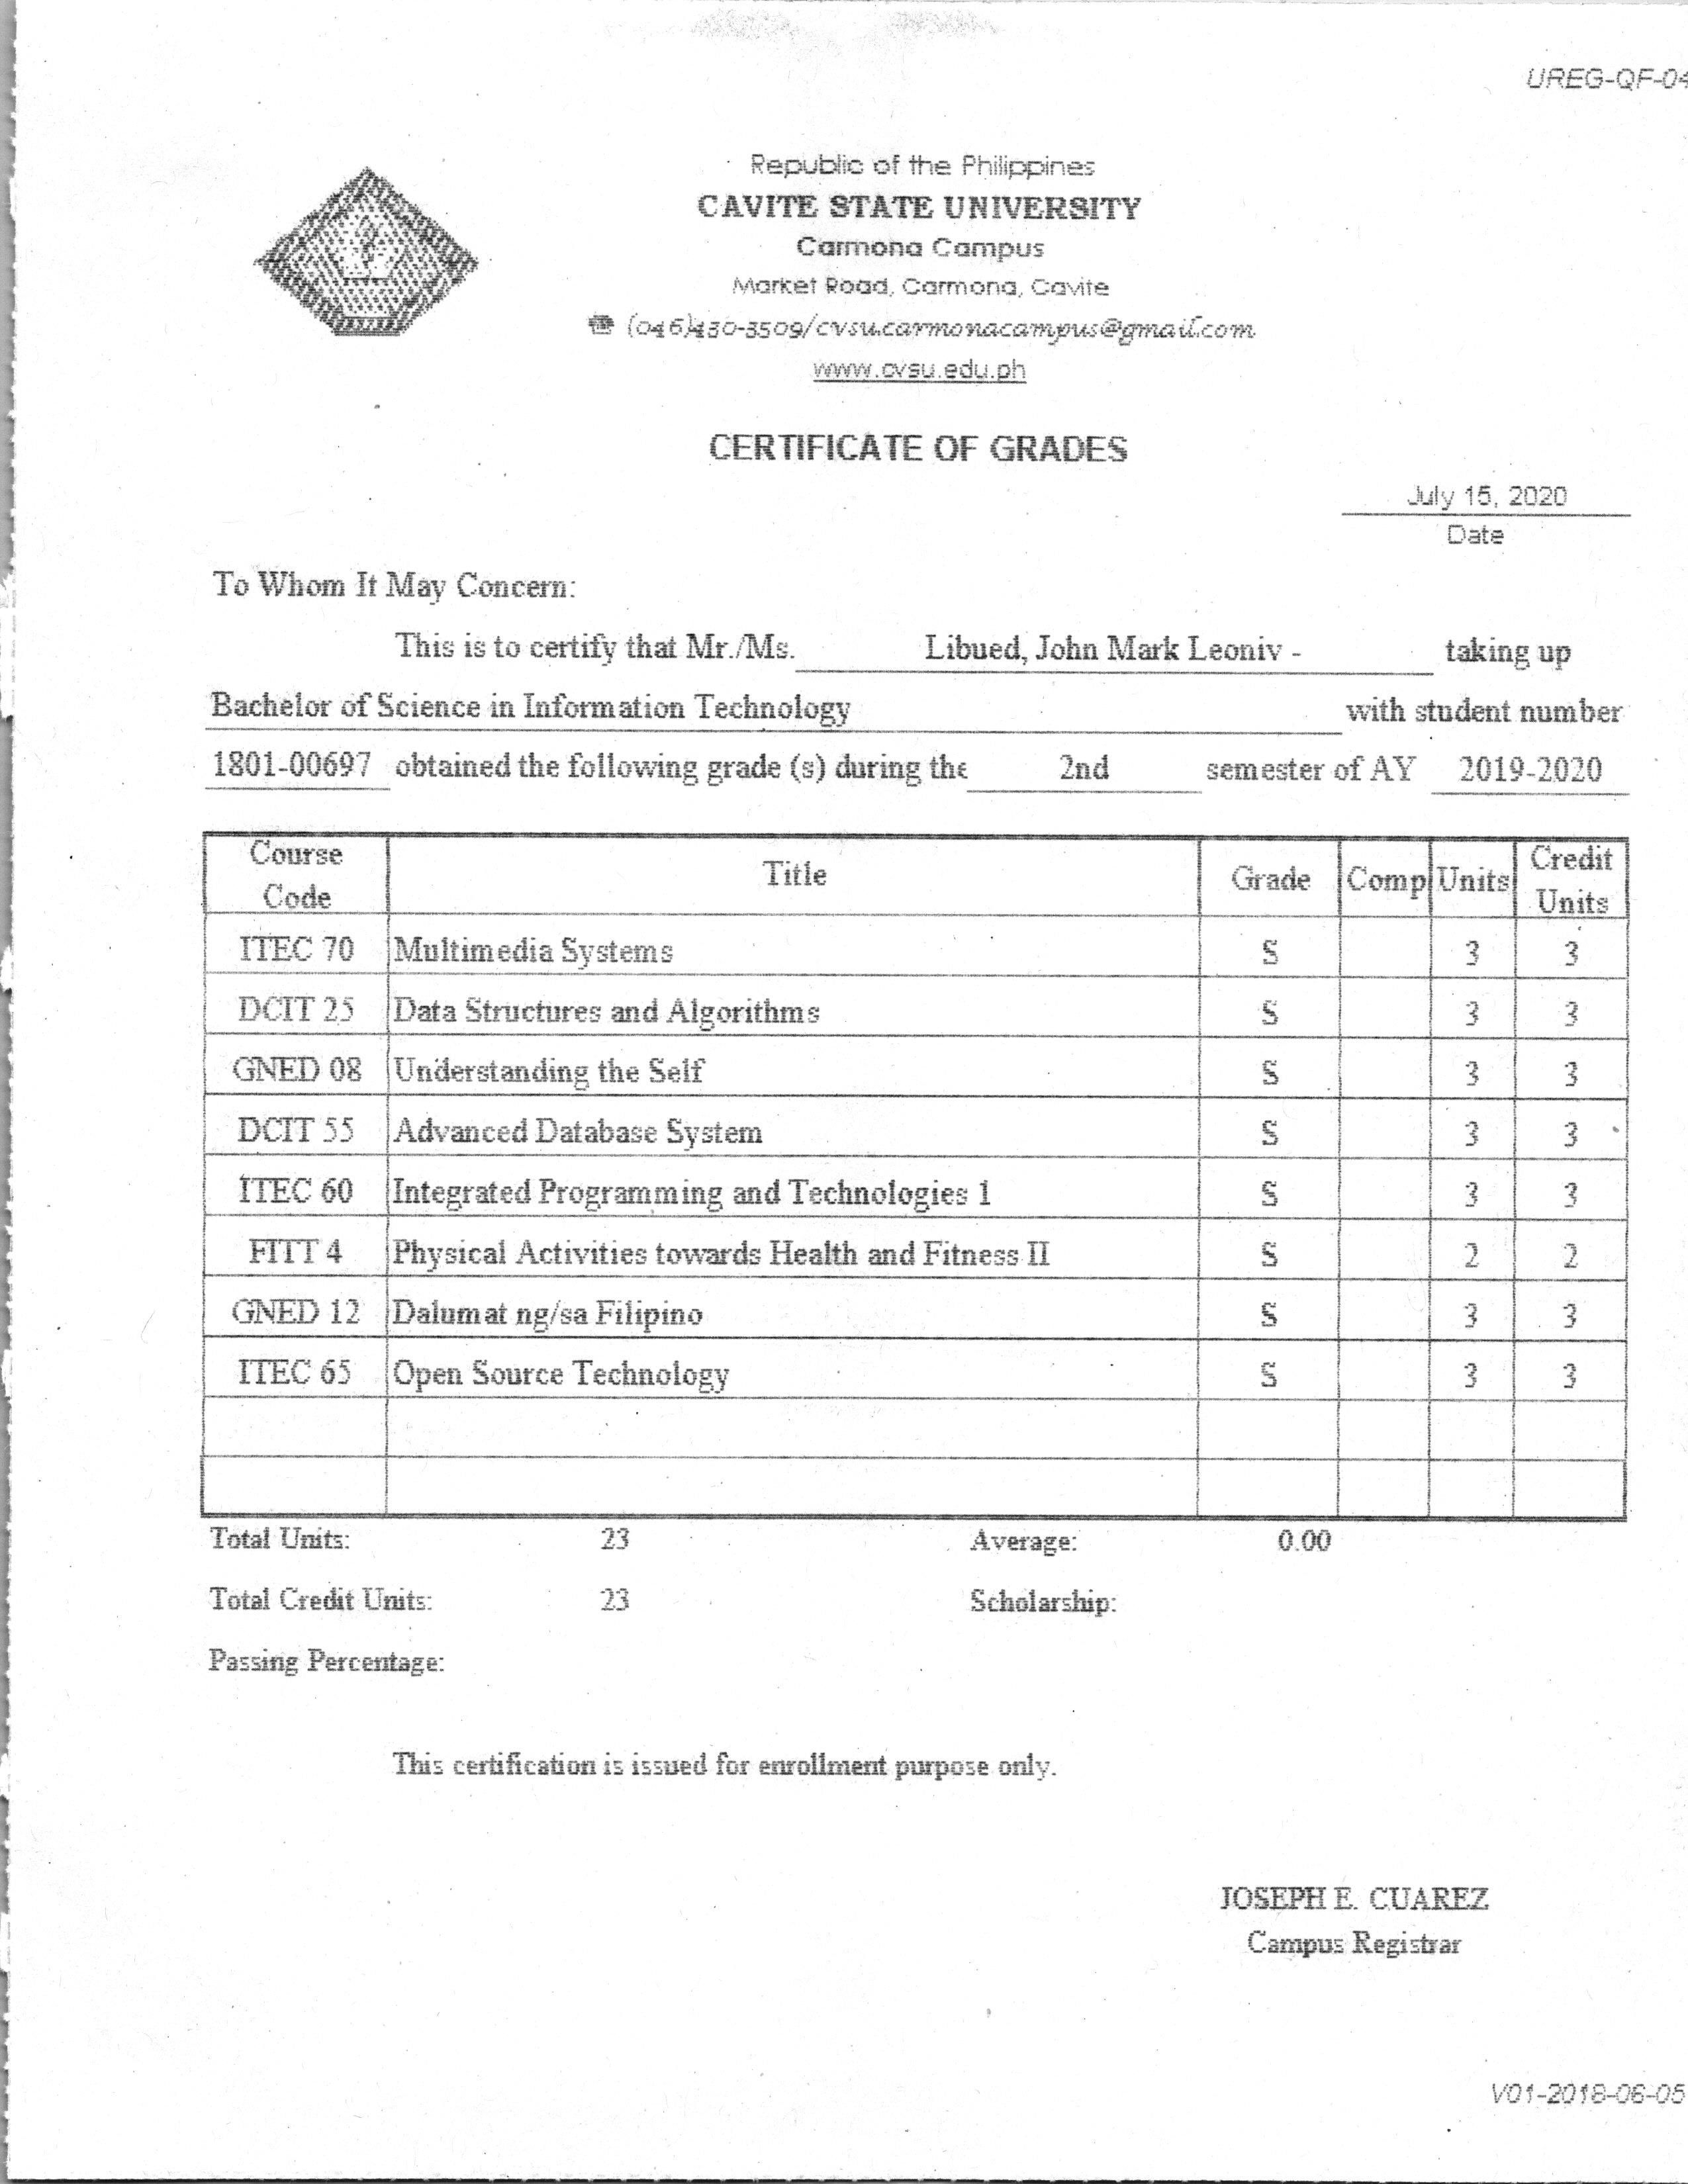 UREG-QF-04
Republic of the Philippines
CAVITE STATE UNIVERSITY
Carmona Campus
Market Road, Carmona, Cavite
☎ (046)430-3509/cvsu.carmonacampus@gmail.com
www.cvsu.edu.ph
CERTIFICATE OF GRADES
July 15, 2020
Date
To Whom It May Concern:
This is to certify that Mr./Ms. Libued, John Mark Leoniv - taking up
Bachelor of Science in Information Technology with student number
1801-00697 obtained the following grade (s) during the 2nd semester of AY 2019-2020
Course Code Title Grade Comp Units Credit Units
ITEC 70 Multimedia Systems S 3 3
DCIT 25 Data Structures and Algorithms S 3 3
GNED 08 Understanding the Self S 3 3
DCIT 55 Advanced Database System S 3 3
ITEC 60 Integrated Programming and Technologies 1 S 3 3
FITT 4 Physical Activities towards Health and Fitness II S 2 2
GNED 12 Dalumat ng/sa Filipino S 3 3
ITEC 65 Open Source Technology S 3 3
Total Units: 23 Average: 0.00
Total Credit Units: 23 Scholarship:
Passing Percentage:
This certification is issued for enrollment purpose only.
JOSEPH E. CUAREZ
Campus Registrar
V01-2018-06-05